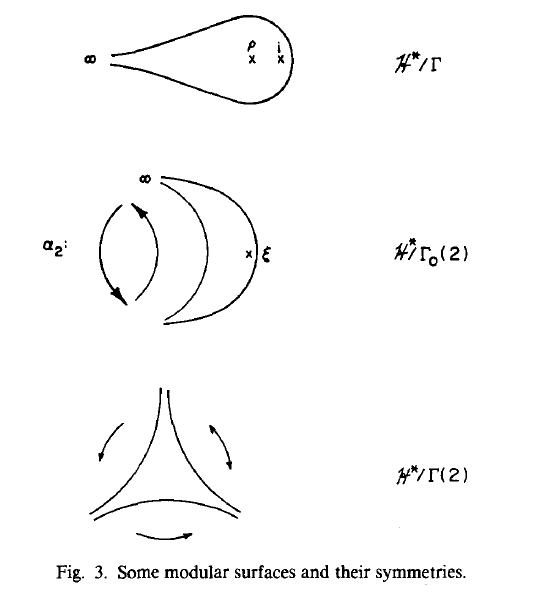 ∞ ρ i ℋ*/Γ
x x
∞
α₂: x ξ ℋ*/Γ₀(2)
ℋ*/Γ(2)
Fig. 3. Some modular surfaces and their symmetries.